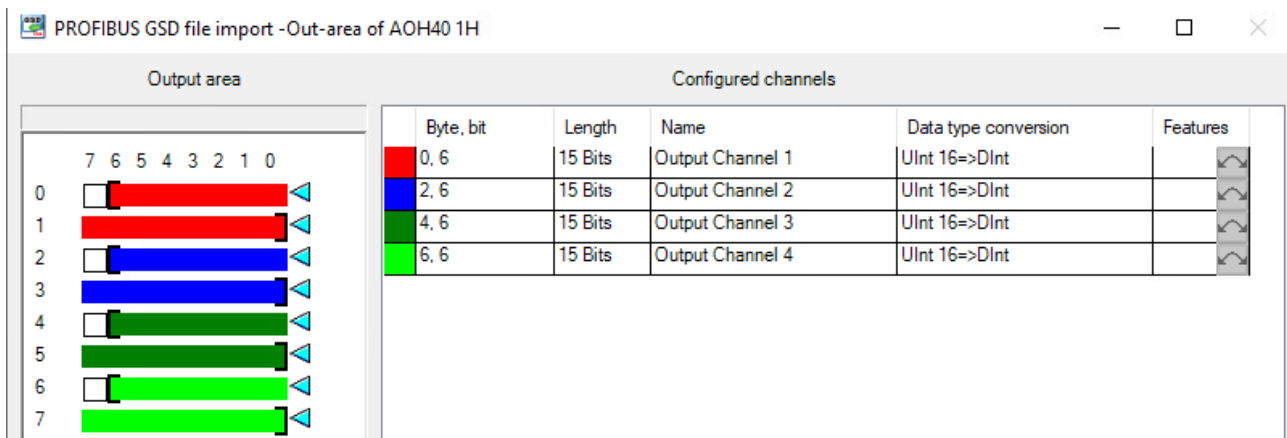 PROFIBUS GSD file import -Out-area of AOH40 1H
Output area
Configured channels
7 6 5 4 3 2 1 0
0
1
2
3
4
5
6
7
Byte, bit Length Name Data type conversion Features
0, 6 15 Bits Output Channel 1 UInt 16=>DInt
2, 6 15 Bits Output Channel 2 UInt 16=>DInt
4, 6 15 Bits Output Channel 3 UInt 16=>DInt
6, 6 15 Bits Output Channel 4 UInt 16=>DInt